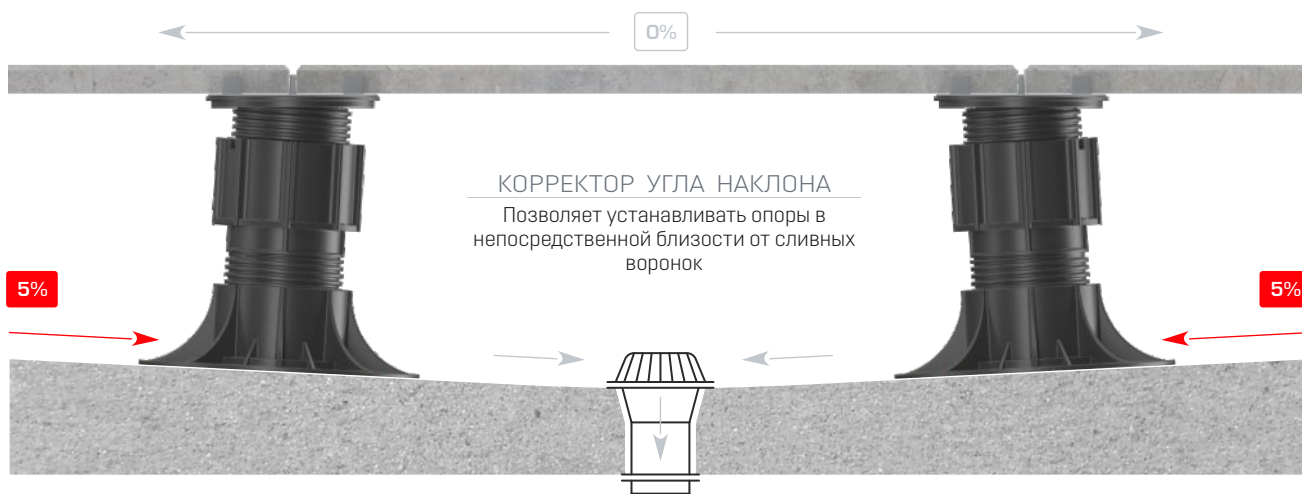 0%
КОРРЕКТОР УГЛА НАКЛОНА
Позволяет устанавливать опоры в
непосредственной близости от сливных
воронок
5%
5%